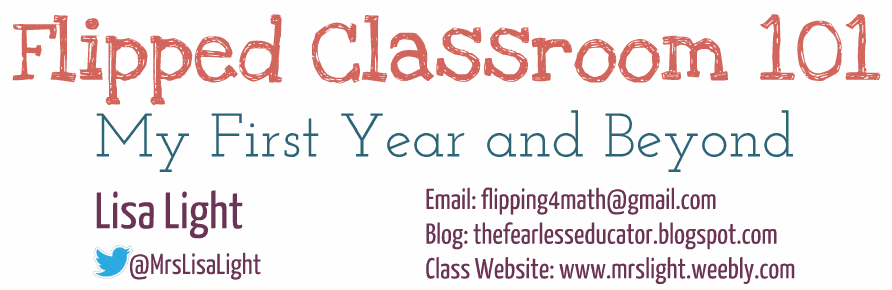 Flipped Classroom 101
My First Year and Beyond
Lisa Light
@MrsLisaLight
Email: flipping4math@gmail.com
Blog: thefearlesseducator.blogspot.com
Class Website: www.mrslight.weebly.com